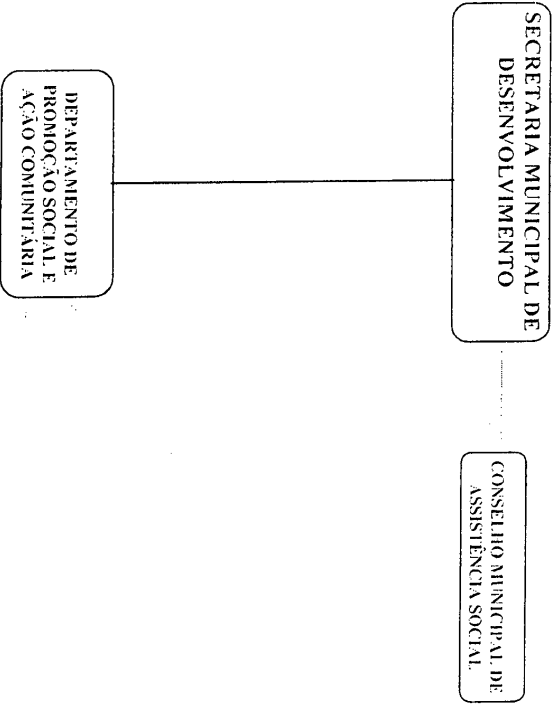 SECRETARIA MUNICIPAL DE
DESENVOLVIMENTO
CONSELHO MUNICIPAL DE
ASSISTÊNCIA SOCIAL
DEPARTAMENTO DE
PROMOÇÃO SOCIAL E
AÇÃO COMUNITÁRIA